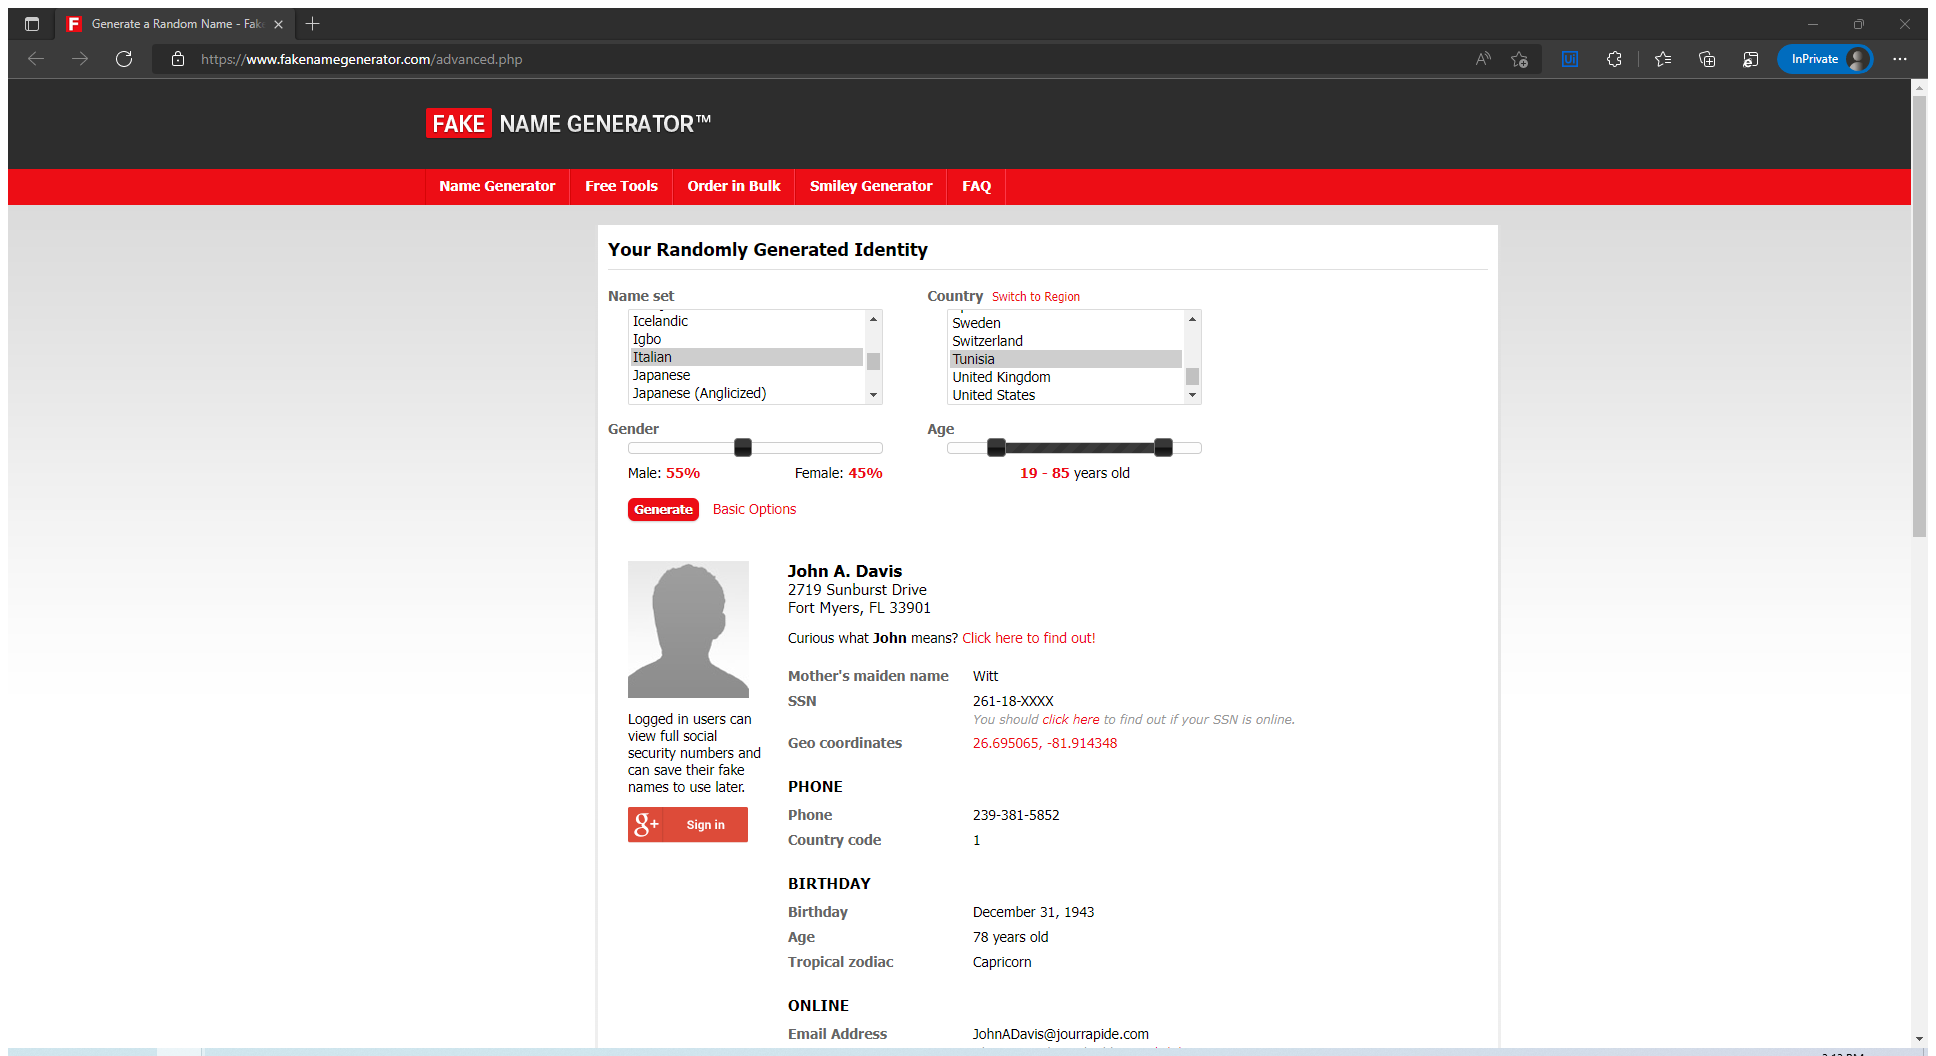 Generate a Random Name - Fak
https://www.fakenamegenerator.com/advanced.php
InPrivate
FAKE NAME GENERATOR™
Name Generator
Free Tools
Order in Bulk
Smiley Generator
FAQ
Your Randomly Generated Identity
Name set
Country Switch to Region
Icelandic
Igbo
Italian
Japanese
Japanese (Anglicized)
Sweden
Switzerland
Tunisia
United Kingdom
United States
Gender
Age
Male: 55%
Female: 45%
19 - 85 years old
Generate
Basic Options
John A. Davis
2719 Sunburst Drive
Fort Myers, FL 33901
Curious what John means? Click here to find out!
Mother's maiden name Witt
SSN 261-18-XXXX
You should click here to find out if your SSN is online.
Geo coordinates 26.695065, -81.914348
Logged in users can
view full social
security numbers and
can save their fake
names to use later.
g+ Sign in
PHONE
Phone 239-381-5852
Country code 1
BIRTHDAY
Birthday December 31, 1943
Age 78 years old
Tropical zodiac Capricorn
ONLINE
Email Address JohnADavis@jourrapide.com